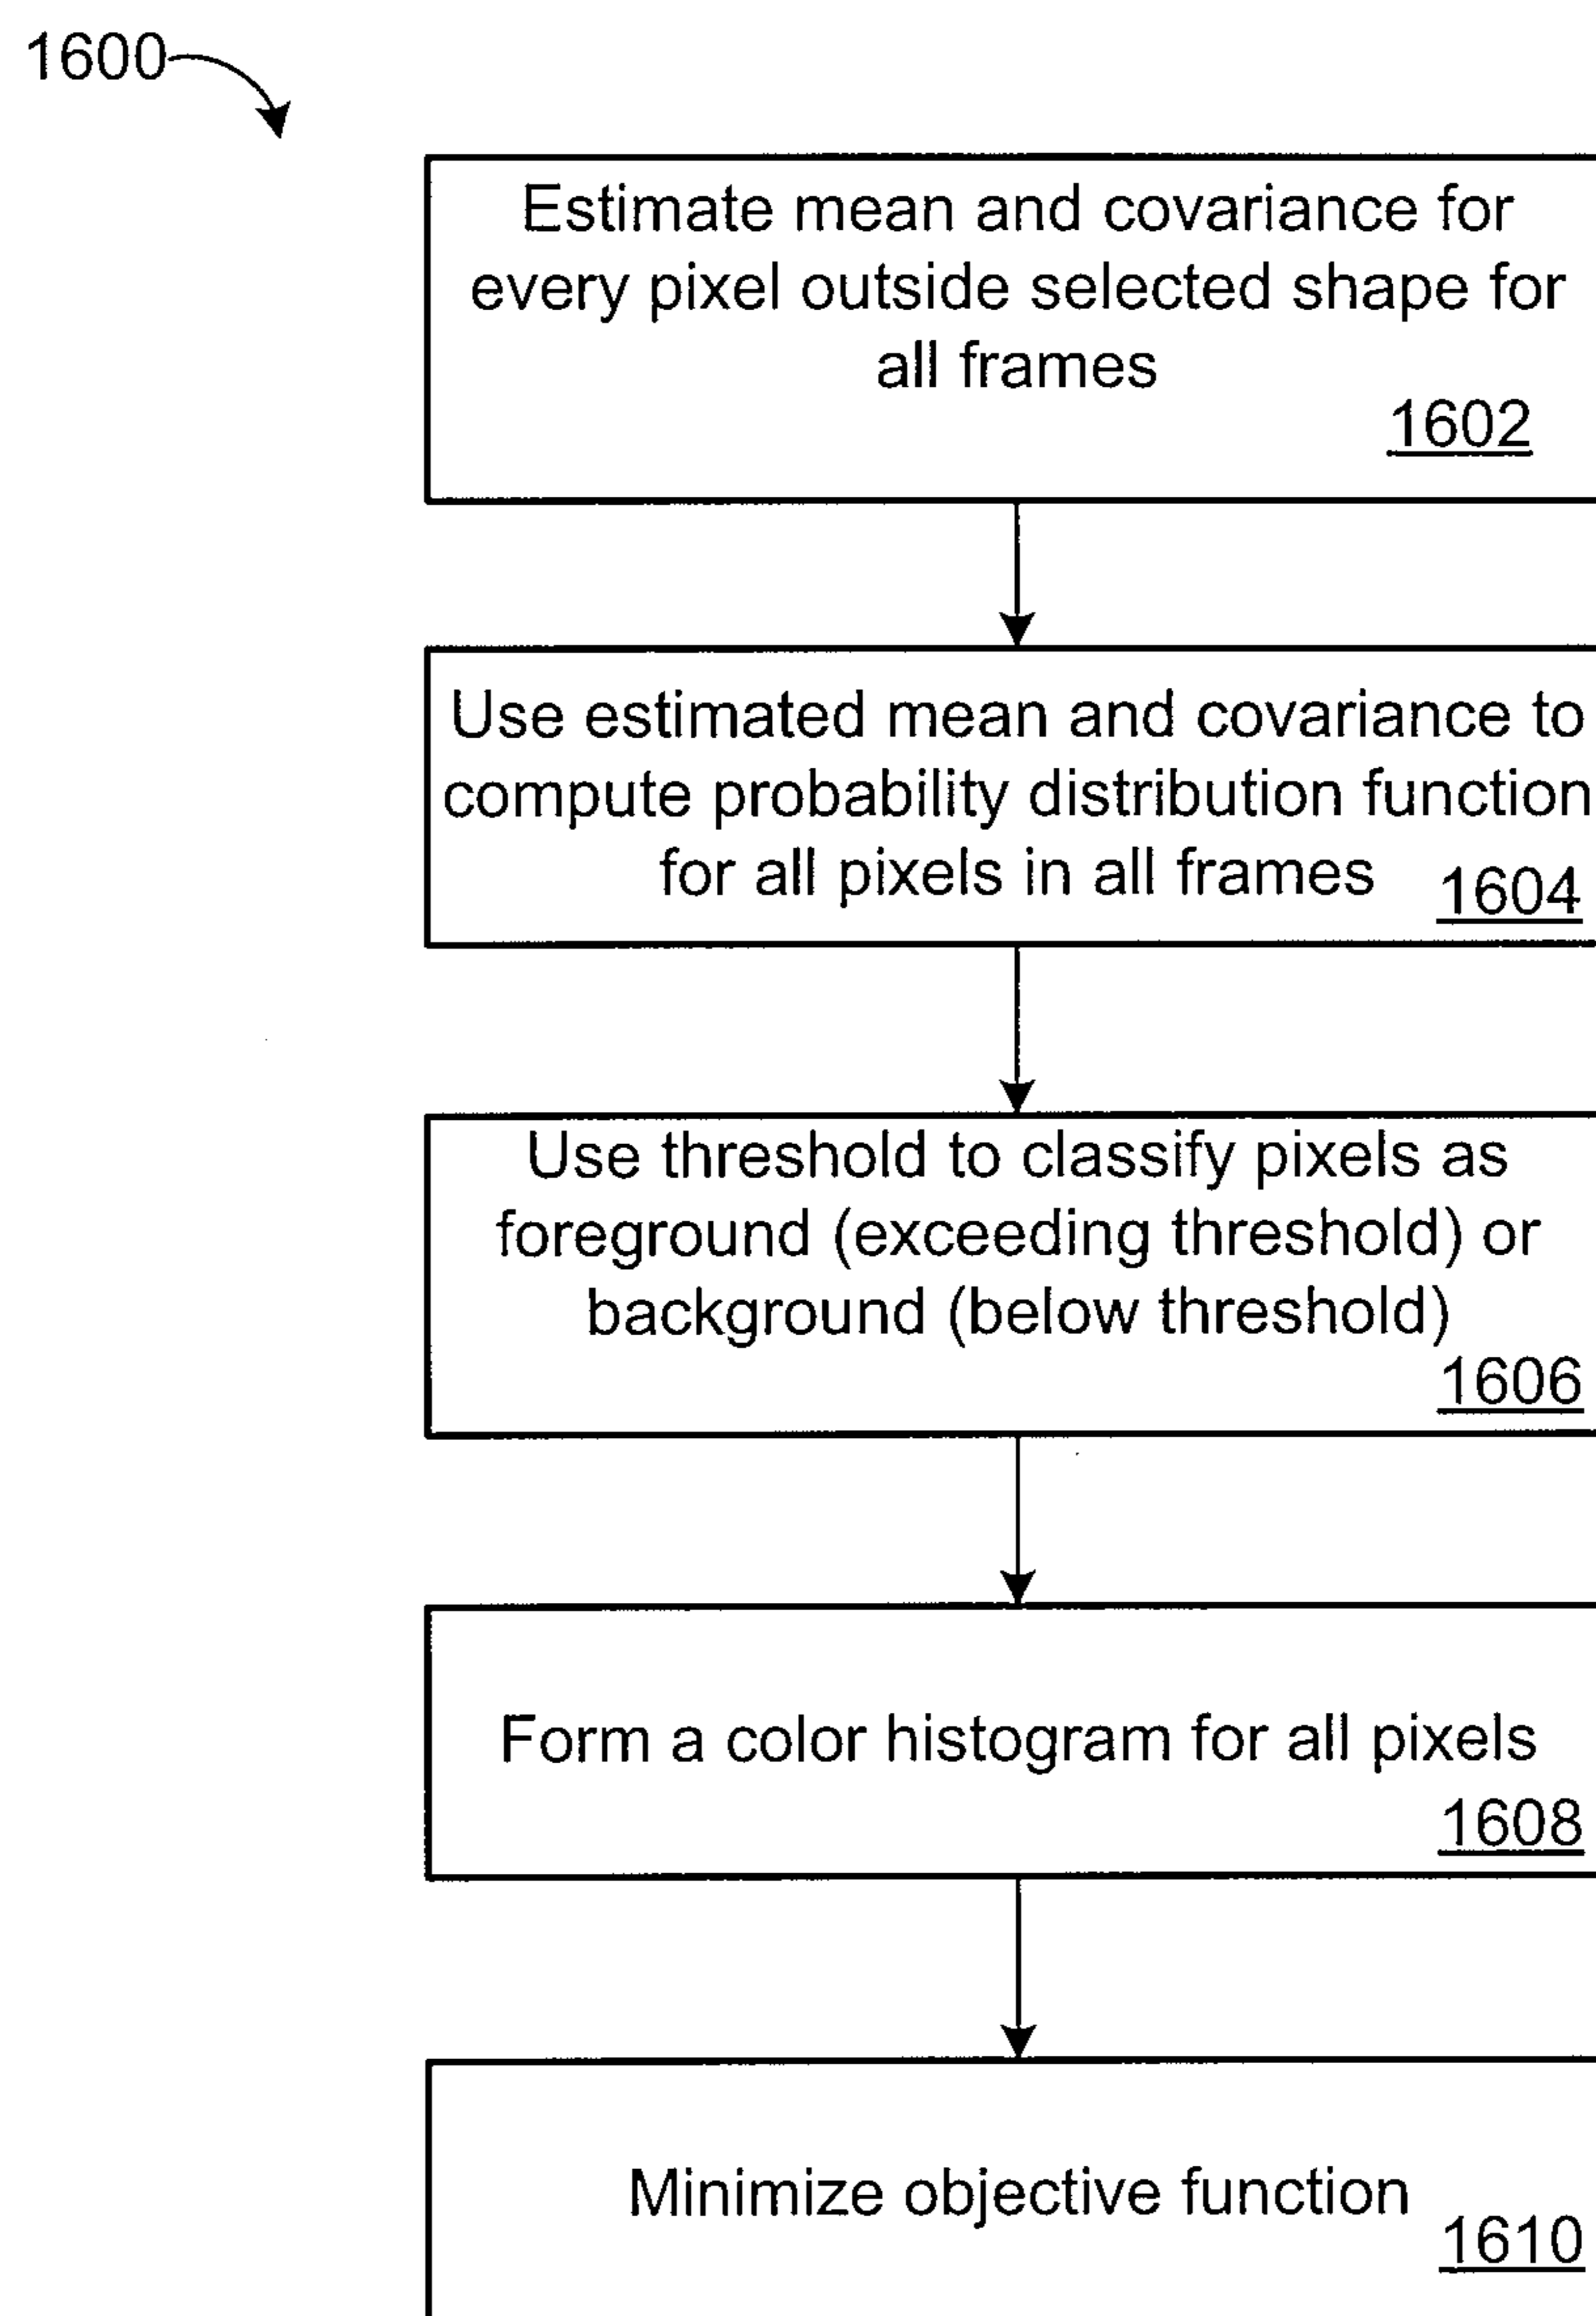 1600
Estimate mean and covariance for
every pixel outside selected shape for
all frames
1602
Use estimated mean and covariance to
compute probability distribution function
for all pixels in all frames
1604
Use threshold to classify pixels as
foreground (exceeding threshold) or
background (below threshold)
1606
Form a color histogram for all pixels
1608
Minimize objective function
1610